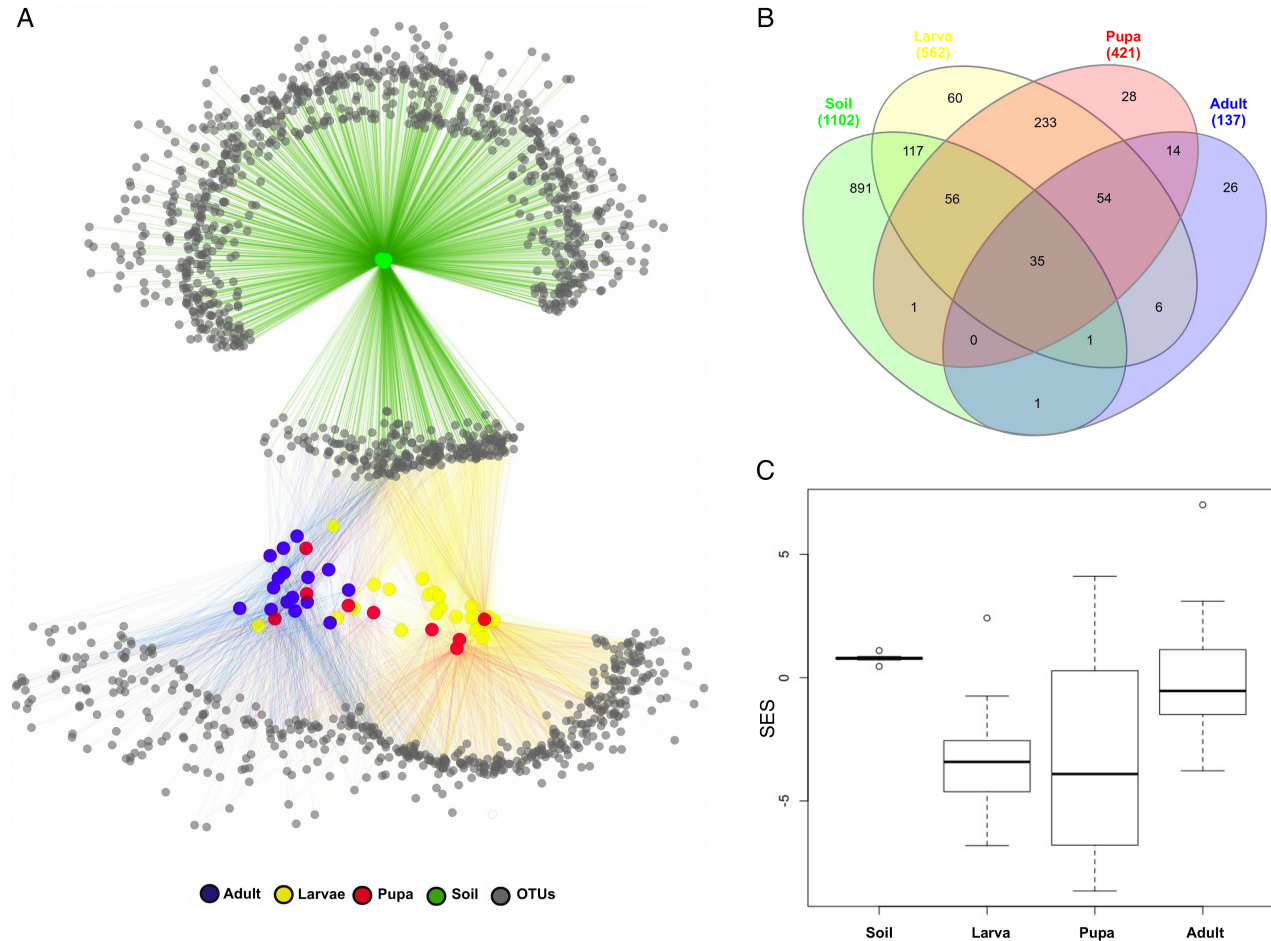 A
Adult
Larvae
Pupa
Soil
OTUs
B
Larva
(562)
Pupa
(421)
Soil
(1102)
Adult
(137)
60
28
233
117
14
891
56
54
26
35
1
6
0
1
1
C
SES
5
0
-5
Soil
Larva
Pupa
Adult